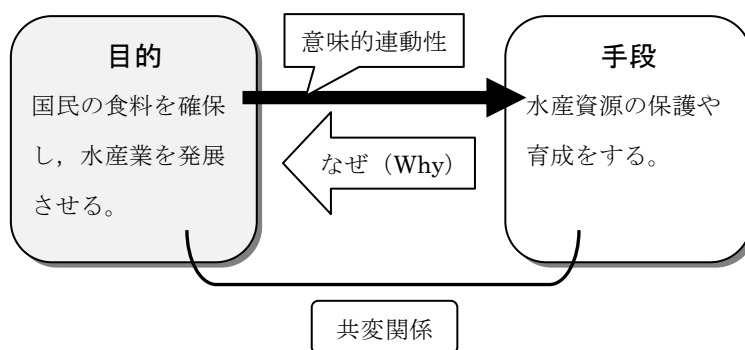 目的
国民の食料を確保
し，水産業を発展
させる。
意味的連動性
なぜ（Why）
手段
水産資源の保護や
育成をする。
共変関係